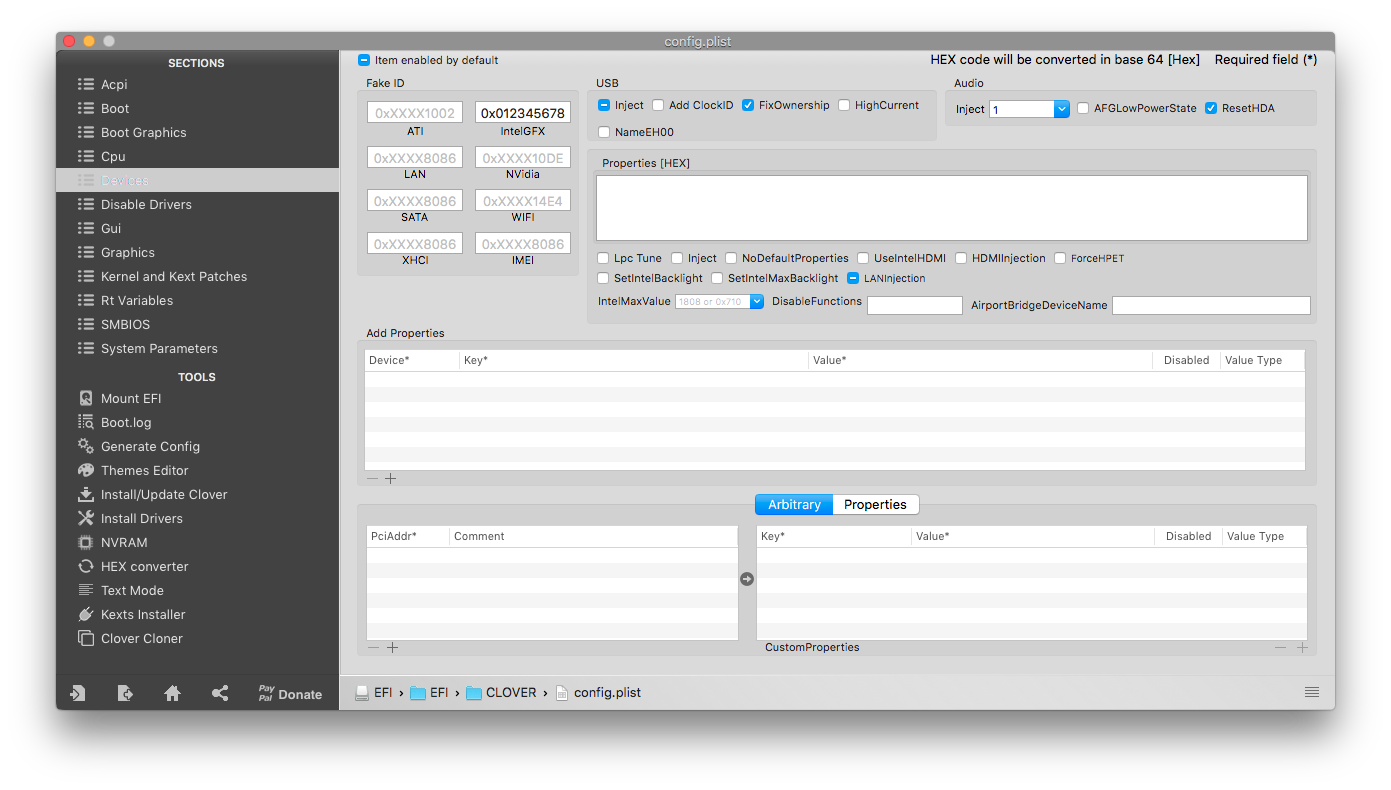 config.plist
SECTIONS
Acpi
Boot
Boot Graphics
Cpu
Devices
Disable Drivers
Gui
Graphics
Kernel and Kext Patches
Rt Variables
SMBIOS
System Parameters
TOOLS
Mount EFI
Boot.log
Generate Config
Themes Editor
Install/Update Clover
Install Drivers
NVRAM
HEX converter
Text Mode
Kexts Installer
Clover Cloner
Pay
Pal Donate
Item enabled by default
HEX code will be converted in base 64 [Hex] Required field (*)
Fake ID
0xXXXX1002 0x012345678
ATI IntelGFX
0xXXXX8086 0xXXXX10DE
LAN NVidia
0xXXXX8086 0xXXXX14E4
SATA WIFI
0xXXXX8086 0xXXXX8086
XHCI IMEI
USB
Inject Add ClockID FixOwnership HighCurrent
NameEH00
Audio
Inject 1 AFGLowPowerState ResetHDA
Properties [HEX]
Lpc Tune Inject NoDefaultProperties UseIntelHDMI HDMIInjection ForceHPET
SetIntelBacklight SetIntelMaxBacklight LANInjection
IntelMaxValue 1808 or 0x710 DisableFunctions AirportBridgeDeviceName
Add Properties
Device* Key* Value* Disabled Value Type
Arbitrary Properties
PciAddr* Comment
Key* Value* Disabled Value Type
CustomProperties
EFI › EFI › CLOVER › config.plist